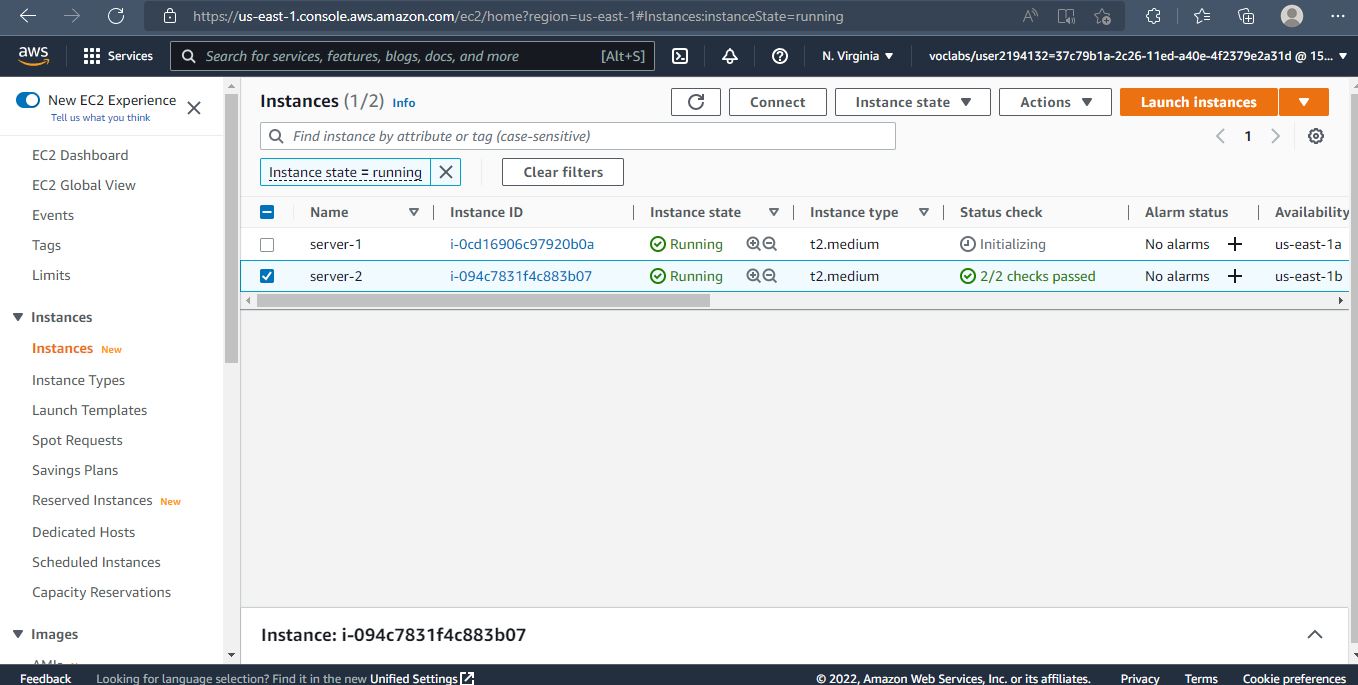 https://us-east-1.console.aws.amazon.com/ec2/home?region=us-east-1#Instances:instanceState=running
aws Services Search for services, features, blogs, docs, and more [Alt+S] N. Virginia voclabs/user2194132=37c79b1a-2c26-11ed-a40e-4f2379e2a31d @ 15...
New EC2 Experience
Tell us what you think
EC2 Dashboard
EC2 Global View
Events
Tags
Limits
Instances
Instances New
Instance Types
Launch Templates
Spot Requests
Savings Plans
Reserved Instances New
Dedicated Hosts
Scheduled Instances
Capacity Reservations
Images
Instances (1/2) Info Connect Instance state Actions Launch instances
Find instance by attribute or tag (case-sensitive) 1
Instance state = running Clear filters
Name Instance ID Instance state Instance type Status check Alarm status Availability
server-1 i-0cd16906c97920b0a Running t2.medium Initializing No alarms us-east-1a
server-2 i-094c7831f4c883b07 Running t2.medium 2/2 checks passed No alarms us-east-1b
Instance: i-094c7831f4c883b07
Feedback Looking for language selection? Find it in the new Unified Settings © 2022, Amazon Web Services, Inc. or its affiliates. Privacy Terms Cookie preferences